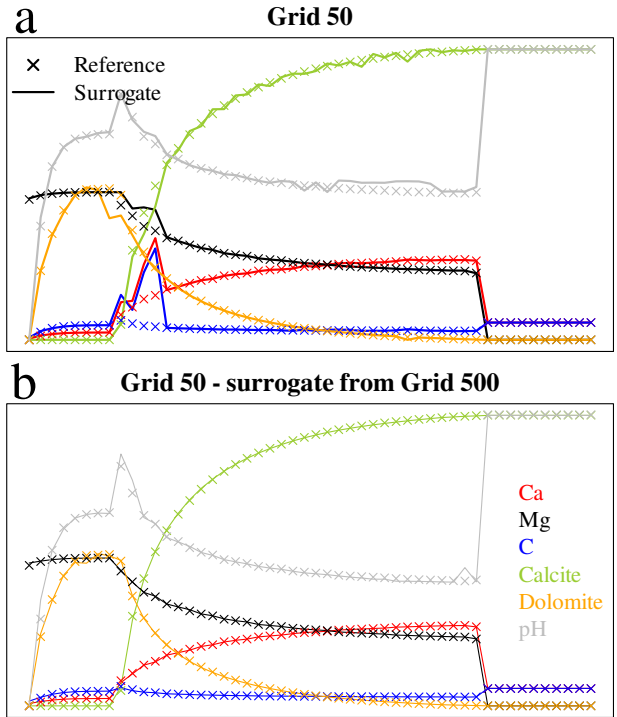 a
Grid 50
Reference
Surrogate
b
Grid 50 - surrogate from Grid 500
Ca
Mg
C
Calcite
Dolomite
pH